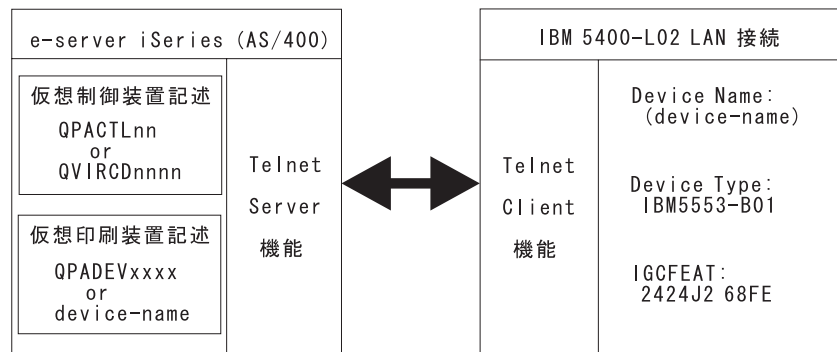 e-server iSeries (AS/400)
仮想制御装置記述
QPACTLnn
or
QVIRCDnnnn
仮想印刷装置記述
QPADEVxxxx
or
device-name
Telnet
Server
機能
IBM 5400-L02 LAN 接続
Telnet
Client
機能
Device Name:
(device-name)
Device Type:
IBM5553-B01
IGCFEAT:
2424J2 68FE